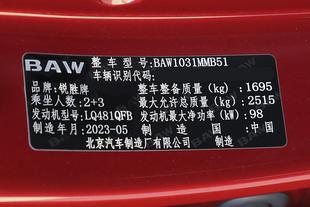 BAW 整车型号: BAW1031MMB51
车辆识别代号:
品牌: 锐胜牌 整车整备质量(kg): 1695
乘坐人数: 2+3 最大允许总质量(kg): 2515
发动机型号: LQ481QFB 发动机最大净功率(kW): 98
制造年月: 2023-05 制造国: 中国
北京汽车制造厂有限公司